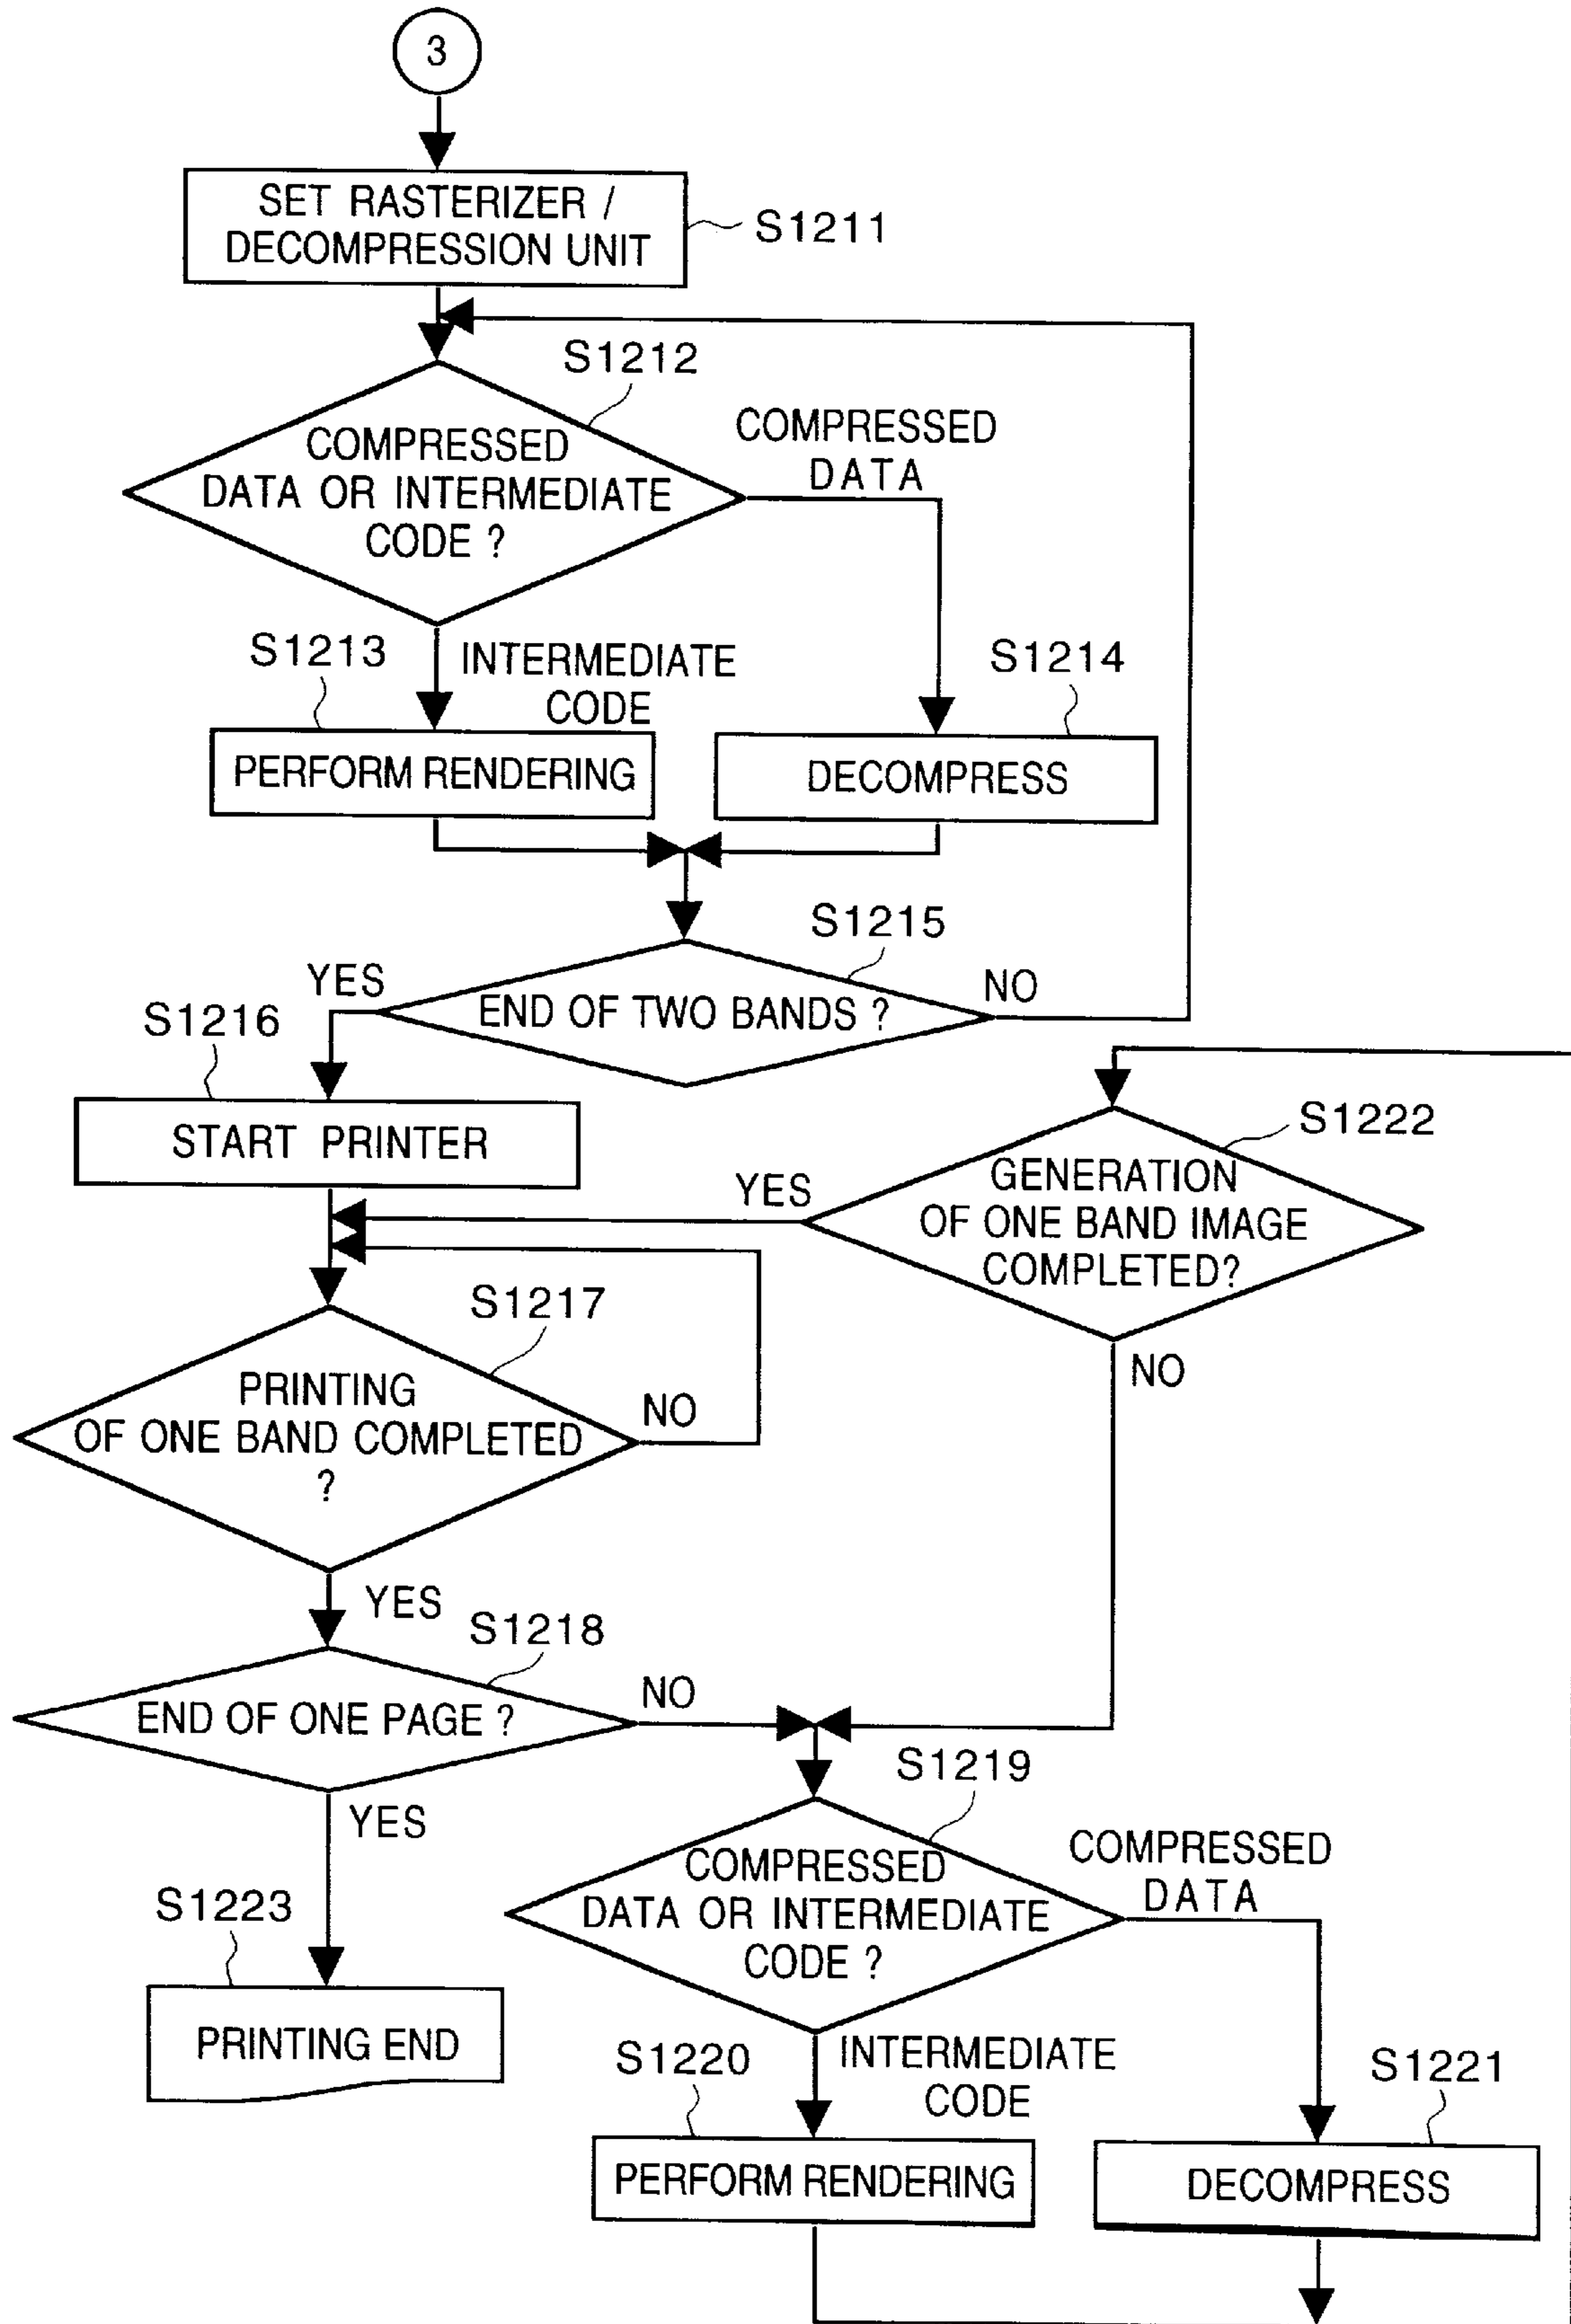 3
SET RASTERIZER /
DECOMPRESSION UNIT
S1211
S1212
COMPRESSED
DATA OR INTERMEDIATE
CODE ?
COMPRESSED
DATA
S1213
INTERMEDIATE
CODE
S1214
PERFORM RENDERING
DECOMPRESS
S1215
YES
END OF TWO BANDS ?
NO
S1216
START PRINTER
S1222
GENERATION
OF ONE BAND IMAGE
COMPLETED?
YES
NO
S1217
PRINTING
OF ONE BAND COMPLETED
?
NO
YES
S1218
END OF ONE PAGE ?
NO
YES
S1219
COMPRESSED
DATA OR INTERMEDIATE
CODE ?
COMPRESSED
DATA
S1223
PRINTING END
S1220
INTERMEDIATE
CODE
S1221
PERFORM RENDERING
DECOMPRESS